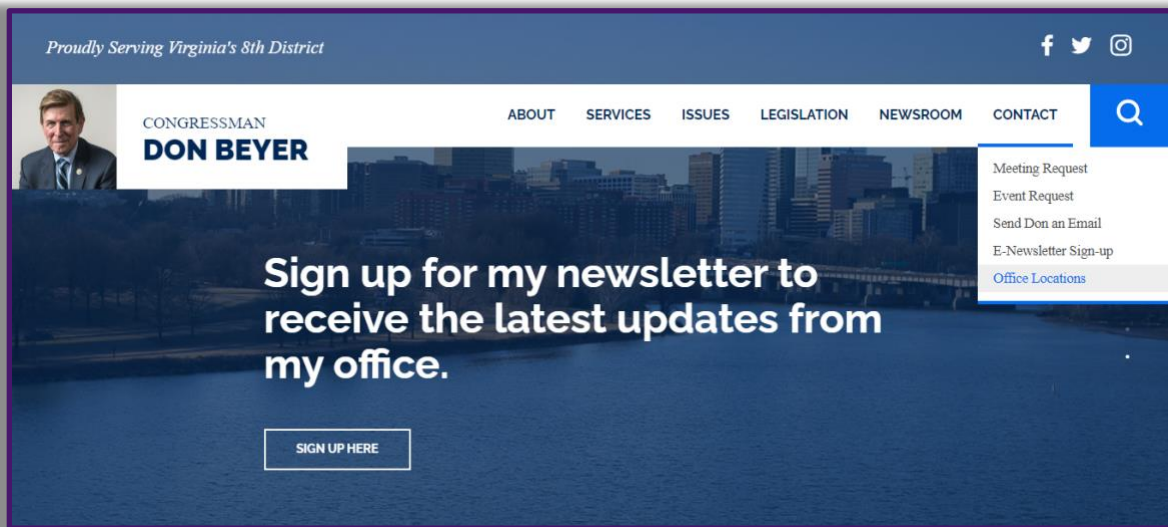 Proudly Serving Virginia's 8th District
CONGRESSMAN
DON BEYER
ABOUT SERVICES ISSUES LEGISLATION NEWSROOM CONTACT
Meeting Request
Event Request
Send Don an Email
E-Newsletter Sign-up
Office Locations
Sign up for my newsletter to
receive the latest updates from
my office.
SIGN UP HERE